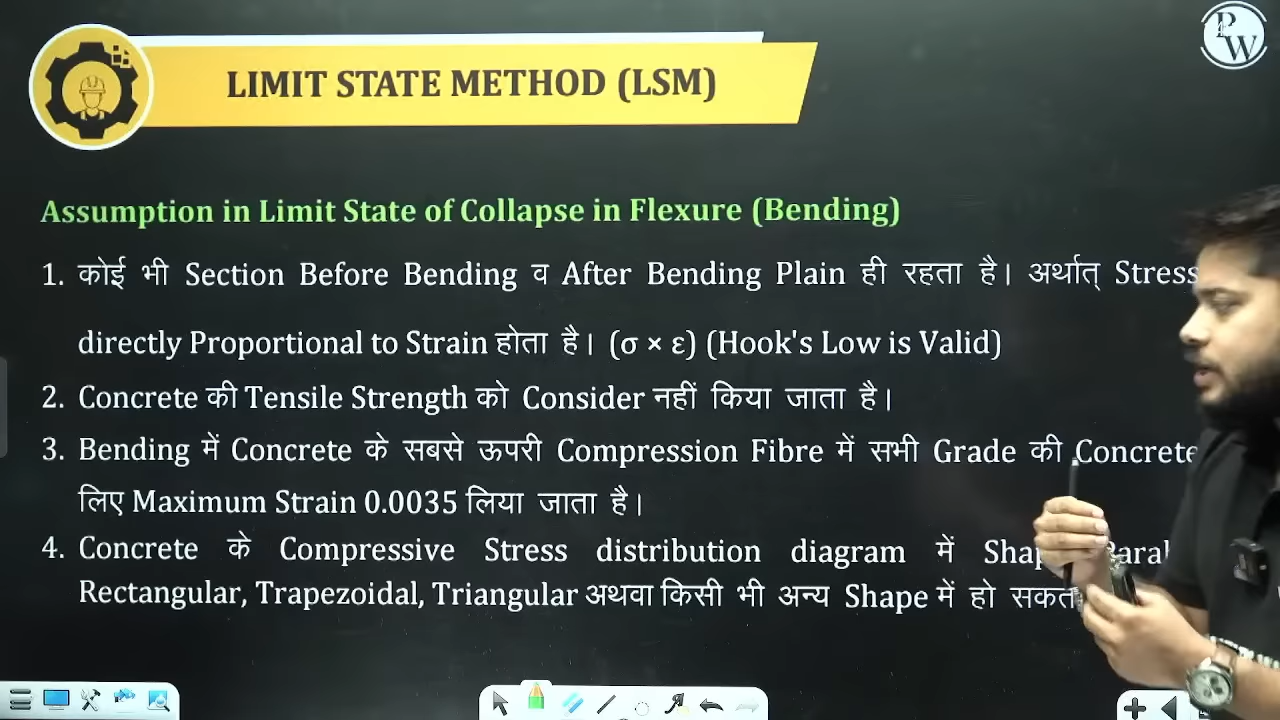 PW
LIMIT STATE METHOD (LSM)
Assumption in Limit State of Collapse in Flexure (Bending)
1. कोई भी Section Before Bending व After Bending Plain ही रहता है। अर्थात् Stress
directly Proportional to Strain होता है। (σ × ε) (Hook's Low is Valid)
2. Concrete की Tensile Strength को Consider नहीं किया जाता है।
3. Bending में Concrete के सबसे ऊपरी Compression Fibre में सभी Grade की Concrete
लिए Maximum Strain 0.0035 लिया जाता है।
4. Concrete के Compressive Stress distribution diagram में
Rectangular, Trapezoidal, Triangular अथवा किसी भी अन्य Shape में हो